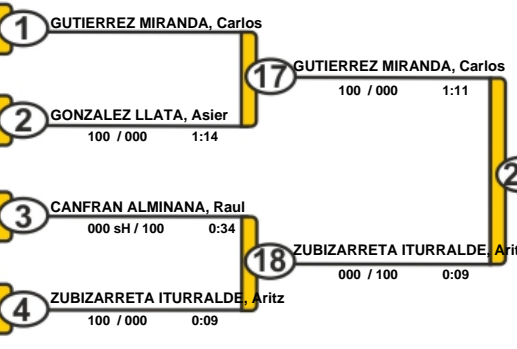 1 GUTIERREZ MIRANDA, Carlos
17 GUTIERREZ MIRANDA, Carlos
100 / 000 1:11
2 GONZALEZ LLATA, Asier
100 / 000 1:14
3 CANFRAN ALMINANA, Raul
000 sH / 100 0:34
18 ZUBIZARRETA ITURRALDE,
000 / 100 0:09
4 ZUBIZARRETA ITURRALDE, Aritz
100 / 000 0:09